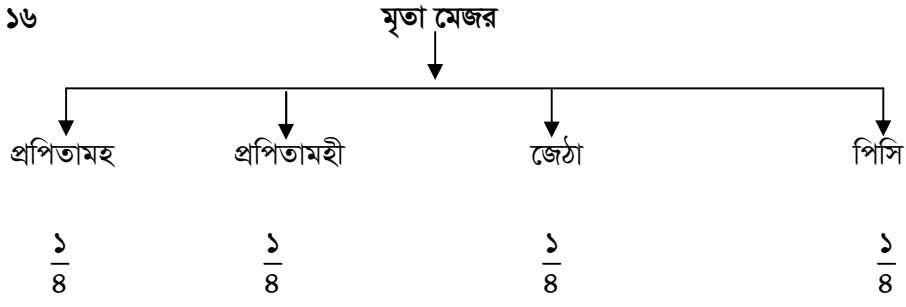 ১৬ মৃতা মেজর
প্রপিতামহ প্রপিতামহী জেঠা পিসি
১/৪ ১/৪ ১/৪ ১/৪